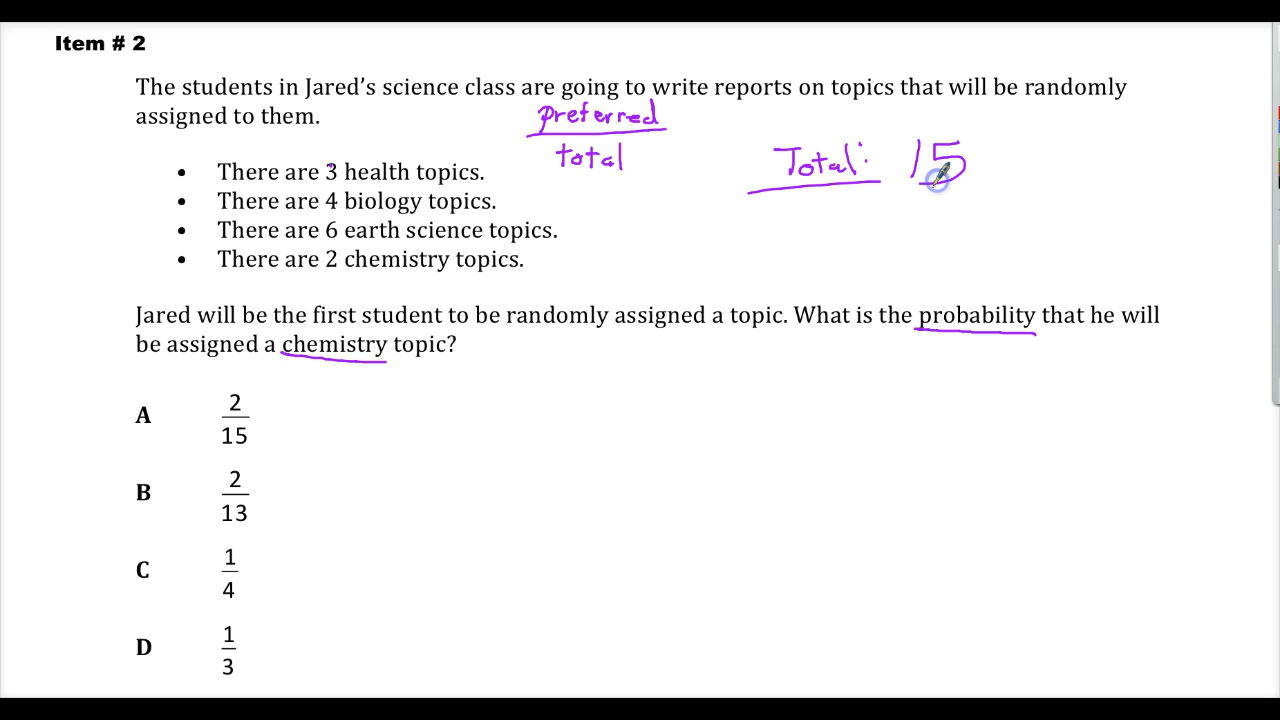 Item # 2
The students in Jared's science class are going to write reports on topics that will be randomly
assigned to them.
preferred
total
Total: 15
• There are 3 health topics.
• There are 4 biology topics.
• There are 6 earth science topics.
• There are 2 chemistry topics.
Jared will be the first student to be randomly assigned a topic. What is the probability that he will
be assigned a chemistry topic?
A 2/15
B 2/13
C 1/4
D 1/3